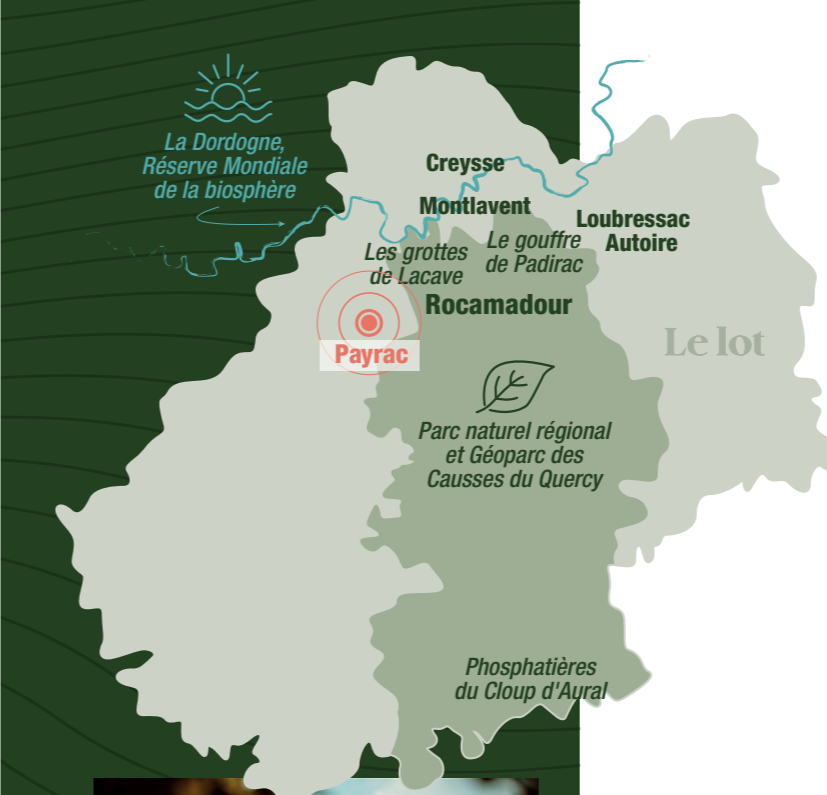 La Dordogne,
Réserve Mondiale
de la biosphère
Creysse
Montlavent
Loubressac
Autoire
Les grottes
de Lacave
Le gouffre
de Padirac
Rocamadour
Payrac
Le lot
Parc naturel régional
et Géoparc des
Causses du Quercy
Phosphatières
du Cloup d'Aural